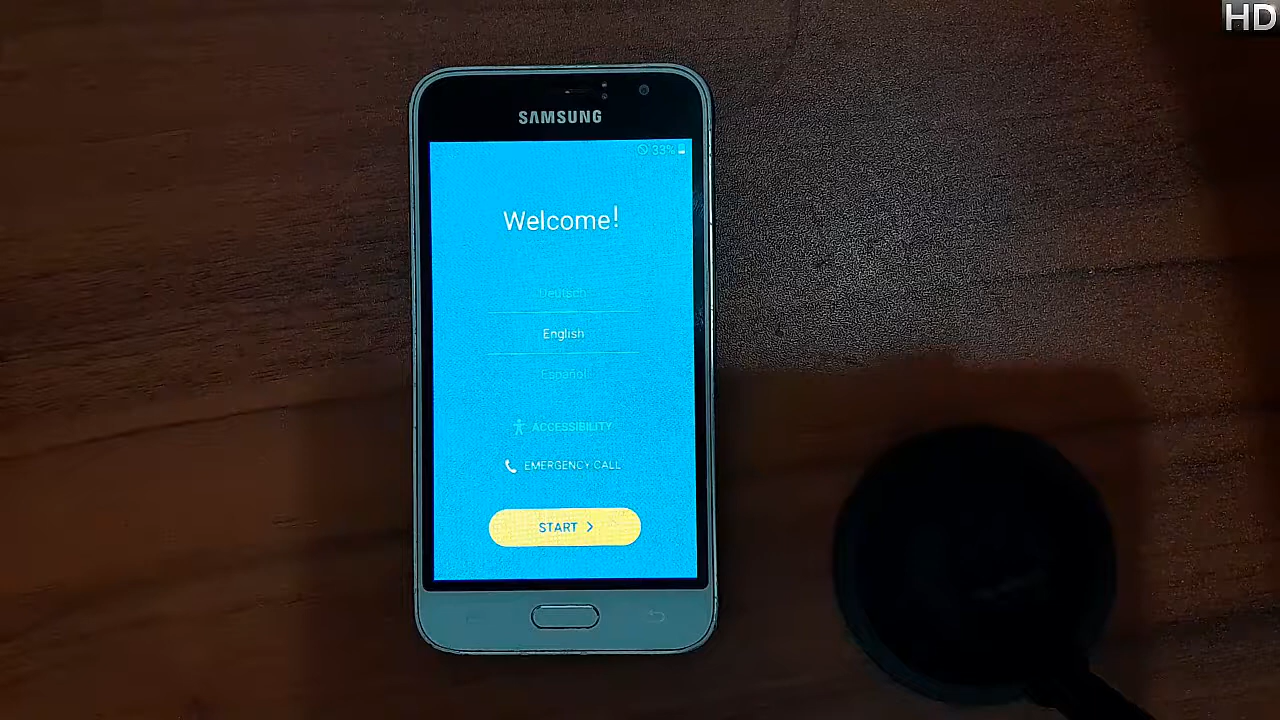 HD
SAMSUNG
33%
Welcome!
Deutsch
English
Español
ACCESSIBILITY
EMERGENCY CALL
START >